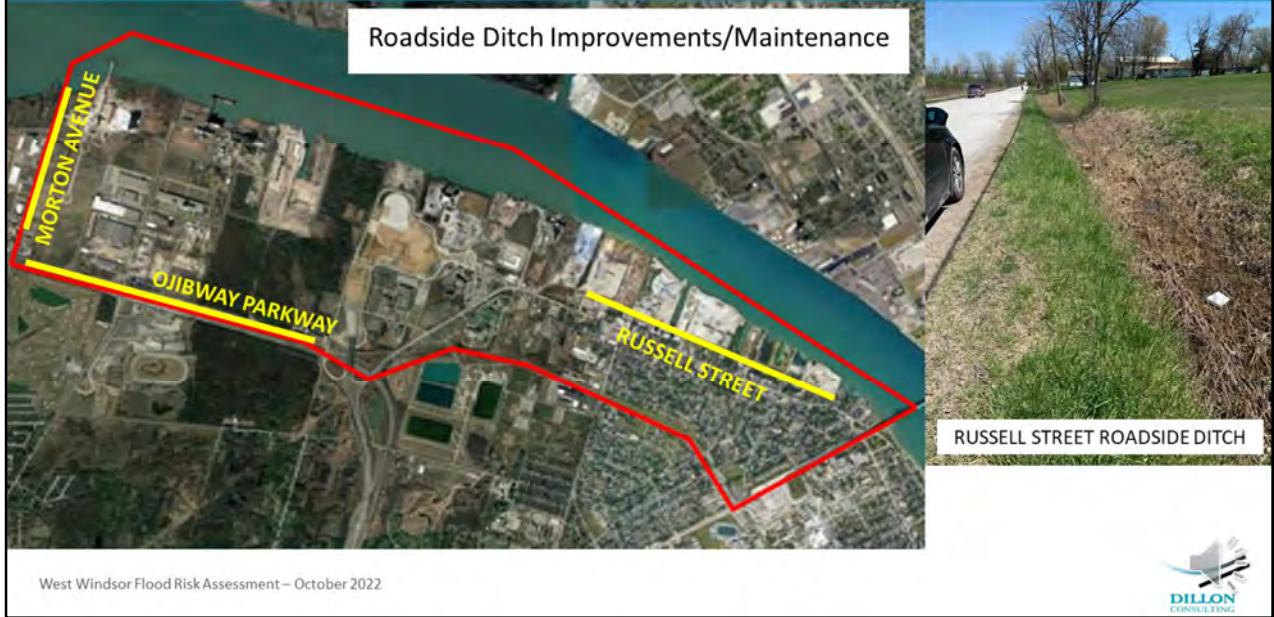 Roadside Ditch Improvements/Maintenance
MORTON AVENUE
OJIBWAY PARKWAY
RUSSELL STREET
RUSSELL STREET ROADSIDE DITCH
West Windsor Flood Risk Assessment – October 2022
DILLON
CONSULTING